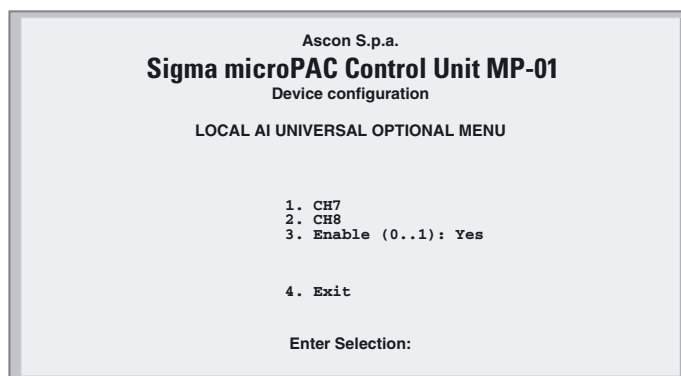 Ascon S.p.a.
Sigma microPAC Control Unit MP-01
Device configuration
LOCAL AI UNIVERSAL OPTIONAL MENU
1. CH7
2. CH8
3. Enable (0..1): Yes
4. Exit
Enter Selection: